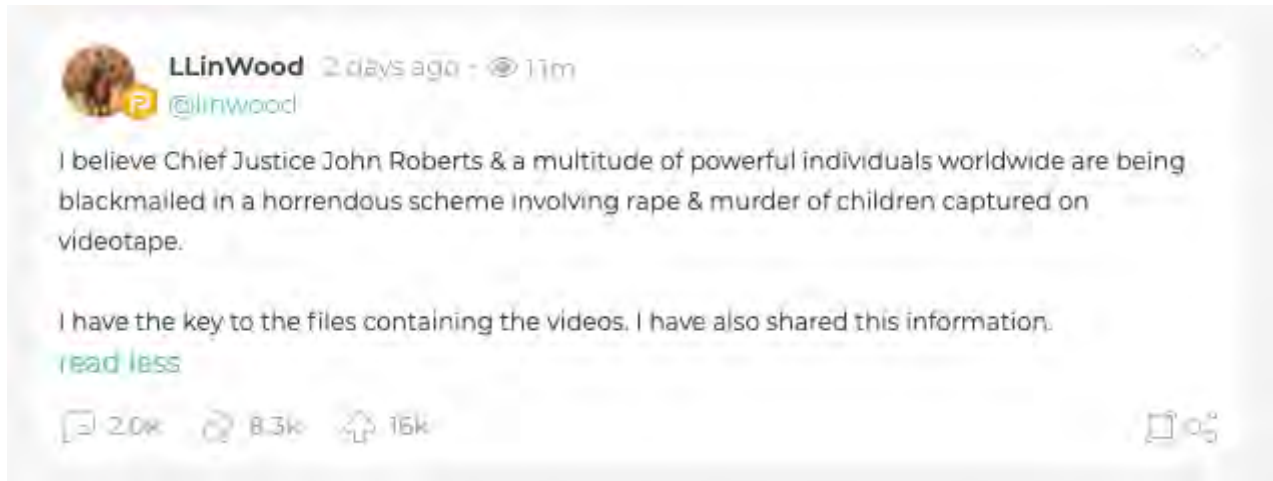 LLinWood 2 days ago · 11m
@linwood
I believe Chief Justice John Roberts & a multitude of powerful individuals worldwide are being
blackmailed in a horrendous scheme involving rape & murder of children captured on
videotape.
I have the key to the files containing the videos. I have also shared this information.
read less
2.0k 8.3k 16k